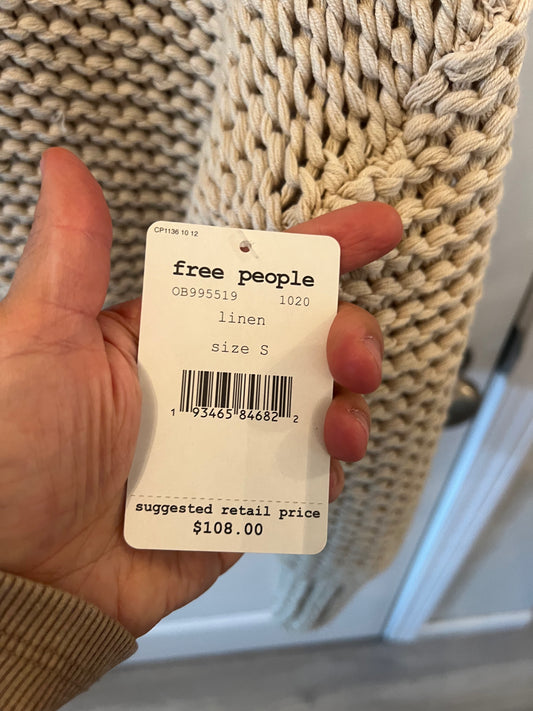 CP1136 10 12
free people
OB995519 1020
linen
size S
1 93465 84682 2
suggested retail price
$108.00